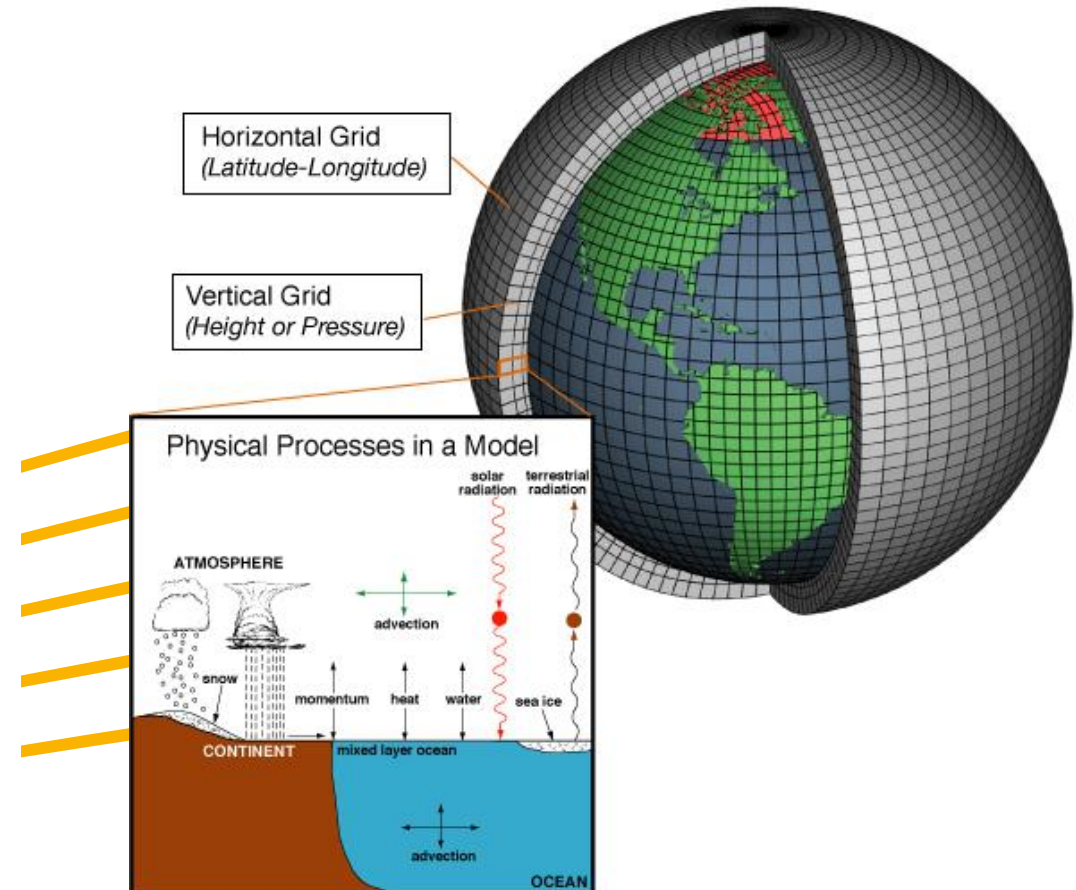 Horizontal Grid
(Latitude-Longitude)
Vertical Grid
(Height or Pressure)
Physical Processes in a Model
solar
radiation
terrestrial
radiation
ATMOSPHERE
advection
snow
momentum
heat
water
sea ice
CONTINENT
mixed layer ocean
advection
OCEAN